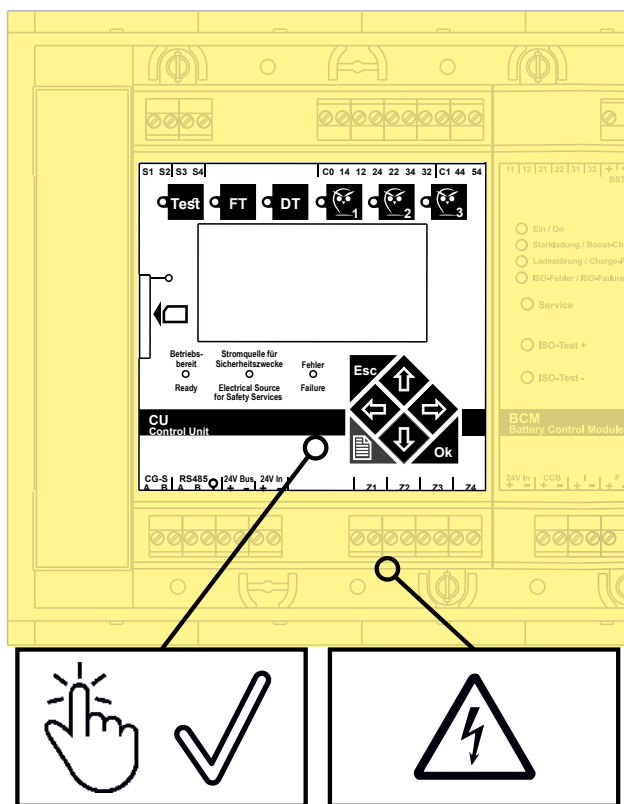 S1 S2 S3 S4 C0 14 12 24 22 34 32 C1 44 54
11 12 21 22 31 32 +
BST
Test FT DT 1 2 3
Ein / On
Starkladung / Boost-Ch
Ladestörung / Charge-F
ISO-Fehler / ISO-Failure
Service
ISO-Test +
ISO-Test -
Betriebs-
bereit
Ready
Stromquelle für
Sicherheitszwecke
Electrical Source
for Safety Services
Fehler
Failure
Esc
Ok
CU
Control Unit
BCM
Battery Control Module
CG-S RS485 24V Bus 24V In Z1 Z2 Z3 Z4
A B A B + - + -
24V In CCB I F
+ - + - + - +